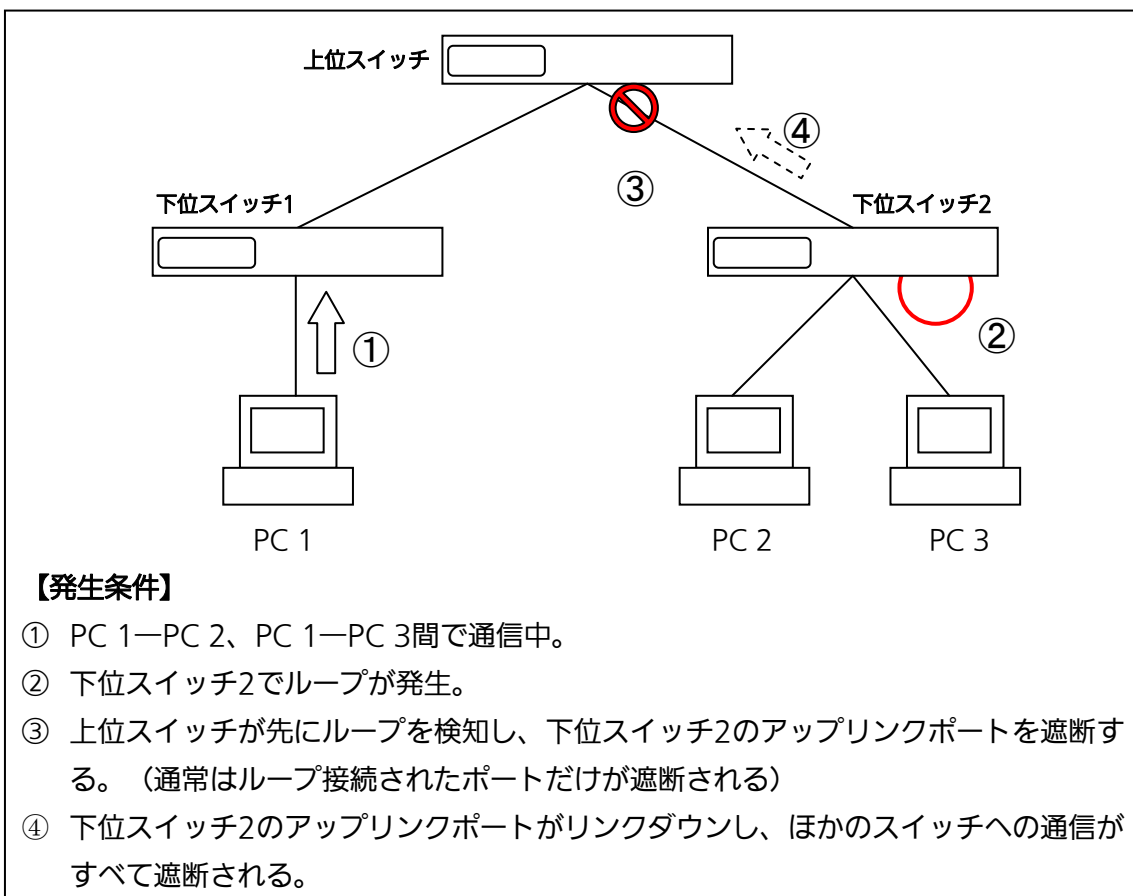 上位スイッチ
④
③
下位スイッチ1
下位スイッチ2
①
②
PC 1
PC 2
PC 3
【発生条件】
① PC 1―PC 2、PC 1―PC 3間で通信中。
② 下位スイッチ2でループが発生。
③ 上位スイッチが先にループを検知し、下位スイッチ2のアップリンクポートを遮断す
る。（通常はループ接続されたポートだけが遮断される）
④ 下位スイッチ2のアップリンクポートがリンクダウンし、ほかのスイッチへの通信が
すべて遮断される。